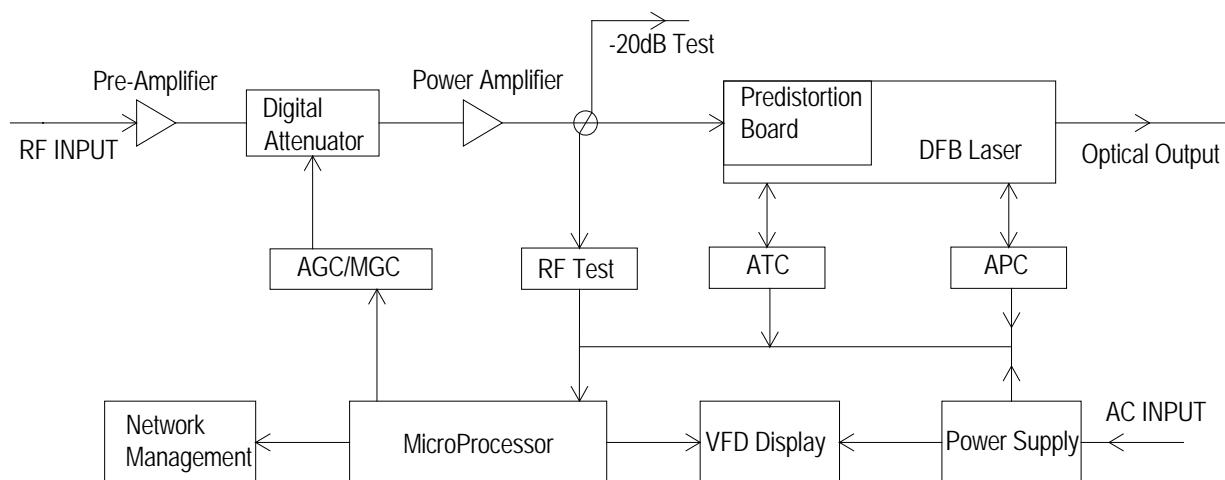 -20dB Test
Pre-Amplifier
Power Amplifier
Digital
Attenuator
Predistortion
Board
RF INPUT
DFB Laser
Optical Output
AGC/MGC
RF Test
ATC
APC
Network
Management
MicroProcessor
VFD Display
Power Supply
AC INPUT